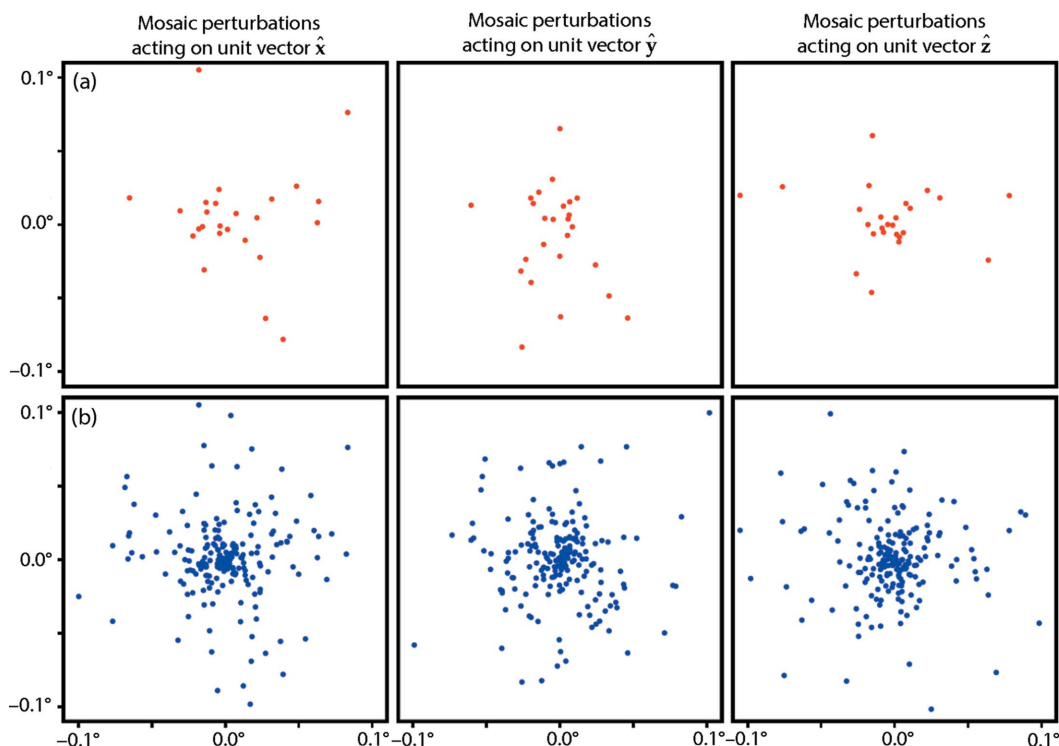 Mosaic perturbations
acting on unit vector x̂
Mosaic perturbations
acting on unit vector ŷ
Mosaic perturbations
acting on unit vector ẑ
0.1°
(a)
0.0°
–0.1°
0.1°
(b)
0.0°
–0.1°
–0.1° 0.0° 0.1° –0.1° 0.0° 0.1° –0.1° 0.0° 0.1°